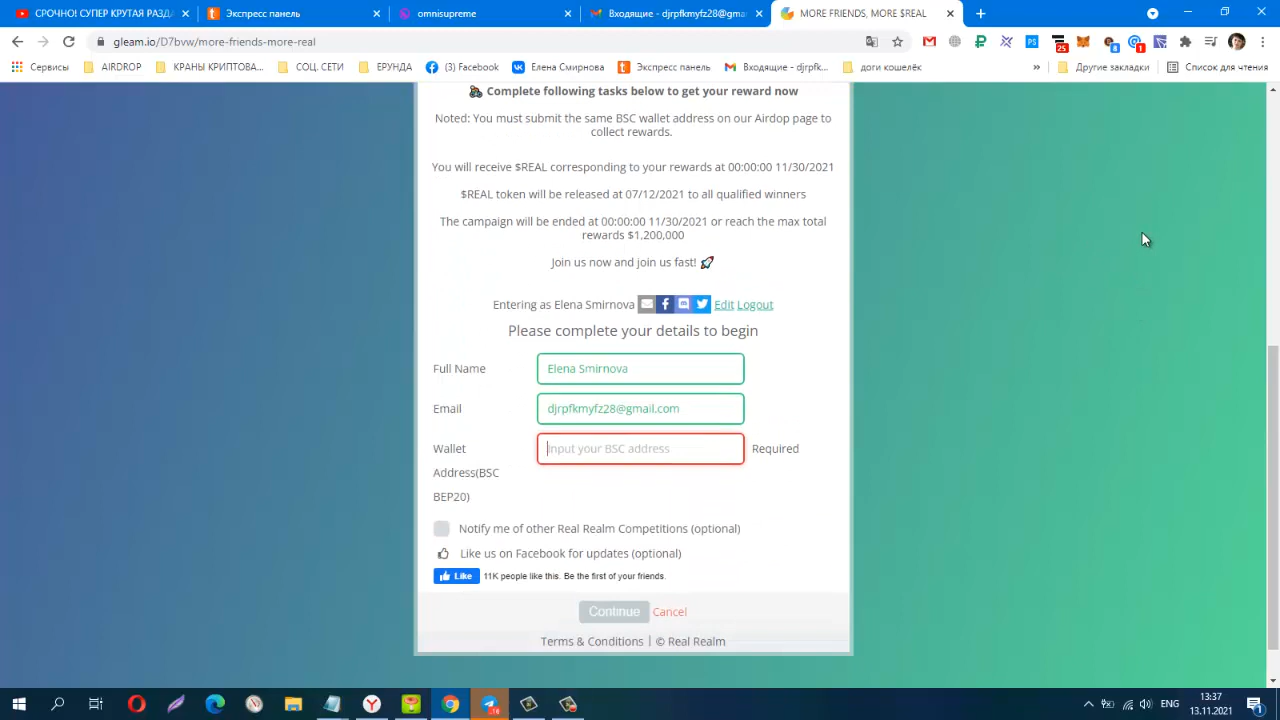 СРОЧНО! СУПЕР КРУТАЯ РАЗДА
Экспресс панель
omnisupreme
Входящие - djrpfkmyfz28@gmai
MORE FRIENDS, MORE $REAL
gleam.io/D7bvw/more-friends-more-real
Сервисы
AIRDROP
КРАНЫ КРИПТОВА...
СОЦ. СЕТИ
ЕРУНДА
(3) Facebook
Елена Смирнова
Экспресс панель
Входящие - djrpfk...
доги кошелёк
»
Другие закладки
Список для чтения
Complete following tasks below to get your reward now
Noted: You must submit the same BSC wallet address on our Airdop page to
collect rewards.
You will receive $REAL corresponding to your rewards at 00:00:00 11/30/2021
$REAL token will be released at 07/12/2021 to all qualified winners
The campaign will be ended at 00:00:00 11/30/2021 or reach the max total
rewards $1,200,000
Join us now and join us fast! 🚀
Entering as Elena Smirnova Edit Logout
Please complete your details to begin
Full Name
Elena Smirnova
Email
djrpfkmyfz28@gmail.com
Wallet
Address(BSC
BEP20)
Input your BSC address
Required
Notify me of other Real Realm Competitions (optional)
Like us on Facebook for updates (optional)
Like 11K people like this. Be the first of your friends.
Continue Cancel
Terms & Conditions | © Real Realm
ENG
13:37
13.11.2021